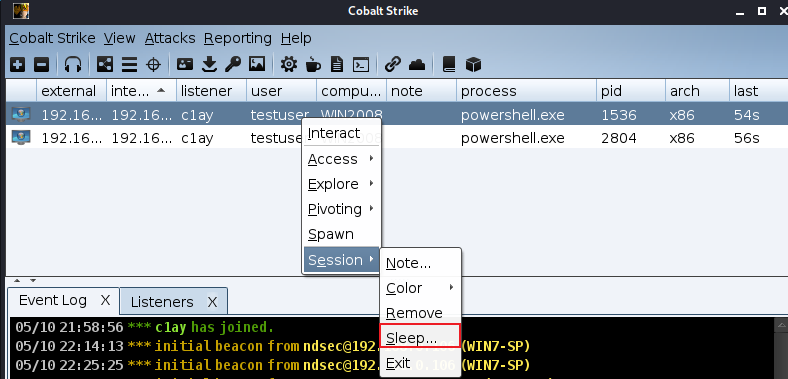 Cobalt Strike
Cobalt Strike View Attacks Reporting Help
external inte... listener user compu... note process pid arch last
192.16... 192.16... c1ay testuser WIN2008 powershell.exe 1536 x86 54s
192.16... 192.16... c1ay testuse powershell.exe 2804 x86 56s
Interact
Access
Explore
Pivoting
Spawn
Session
Note...
Color
Remove
Sleep...
Exit
Event Log X Listeners X
05/10 21:58:56 *** c1ay has joined.
05/10 22:14:13 *** initial beacon from ndsec@192. (WIN7-SP)
05/10 22:25:25 *** initial beacon from ndsec@192. .106 (WIN7-SP)